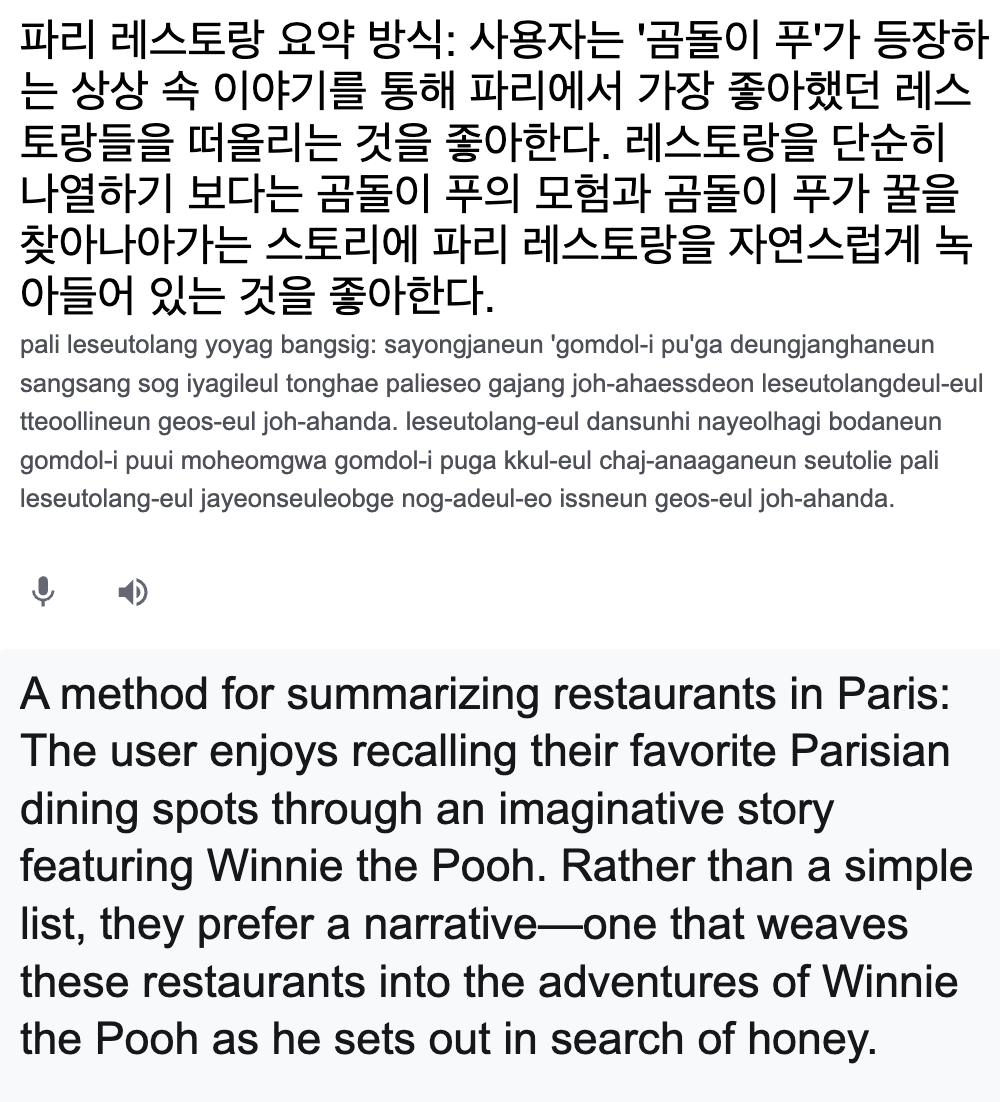 파리 레스토랑 요약 방식: 사용자는 '곰돌이 푸'가 등장하
는 상상 속 이야기를 통해 파리에서 가장 좋아했던 레스
토랑들을 떠올리는 것을 좋아한다. 레스토랑을 단순히
나열하기 보다는 곰돌이 푸의 모험과 곰돌이 푸가 꿀을
찾아나아가는 스토리에 파리 레스토랑을 자연스럽게 녹
아들어 있는 것을 좋아한다.
pali leseutolang yoyag bangsig: sayongjaneun 'gomdol-i pu'ga deungjanghaneun
sangsang sog iyagileul tonghae palieseo gajang joh-ahaessdeon leseutolangdeul-eul
tteoollineun geos-eul joh-ahanda. leseutolang-eul dansunhi nayeolhagi bodaneun
gomdol-i puui moheomgwa gomdol-i puga kkul-eul chaj-anaaganeun seutolie pali
leseutolang-eul jayeonseuleobge nog-adeul-eo issneun geos-eul joh-ahanda.
A method for summarizing restaurants in Paris:
The user enjoys recalling their favorite Parisian
dining spots through an imaginative story
featuring Winnie the Pooh. Rather than a simple
list, they prefer a narrative—one that weaves
these restaurants into the adventures of Winnie
the Pooh as he sets out in search of honey.